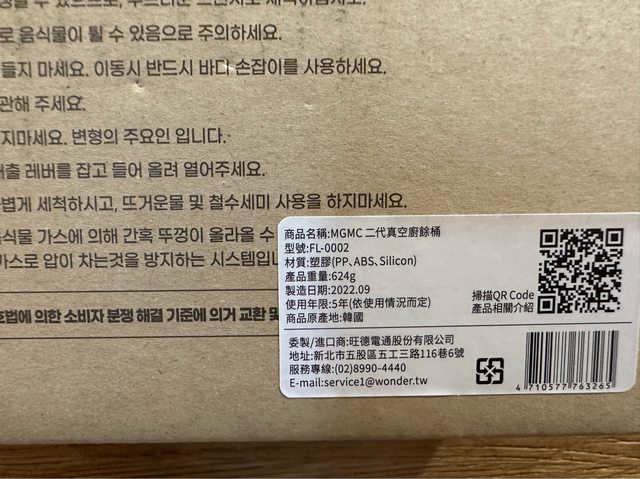 로 음식물이 튈 수 있음으로 주의하세요.
들지 마세요. 이동시 반드시 바디 손잡이를 사용하세요.
관해 주세요.
지마세요. 변형의 주요인 입니다.
출 레버를 잡고 들어 올려 열어주세요.
볍게 세척하시고, 뜨거운물 및 철수세미 사용을 하지마세요.
음식물 가스에 의해 간혹 뚜껑이 올라올 수
가스로 압이 차는것을 방지하는 시스템입니
호법에 의한 소비자 분쟁 해결 기준에 의거 교환 및
商品名稱:MGMC 二代真空廚餘桶
型號:FL-0002
材質:塑膠(PP、ABS、Silicon)
產品重量:624g
製造日期:2022.09
使用年限:5年(依使用情況而定)
商品原產地:韓國
掃描QR Code
產品相關介紹
委製/進口商:旺德電通股份有限公司
地址:新北市五股區五工三路116巷6號
服務專線:(02)8990-4440
E-mail:service1@wonder.tw
4 710577 763265